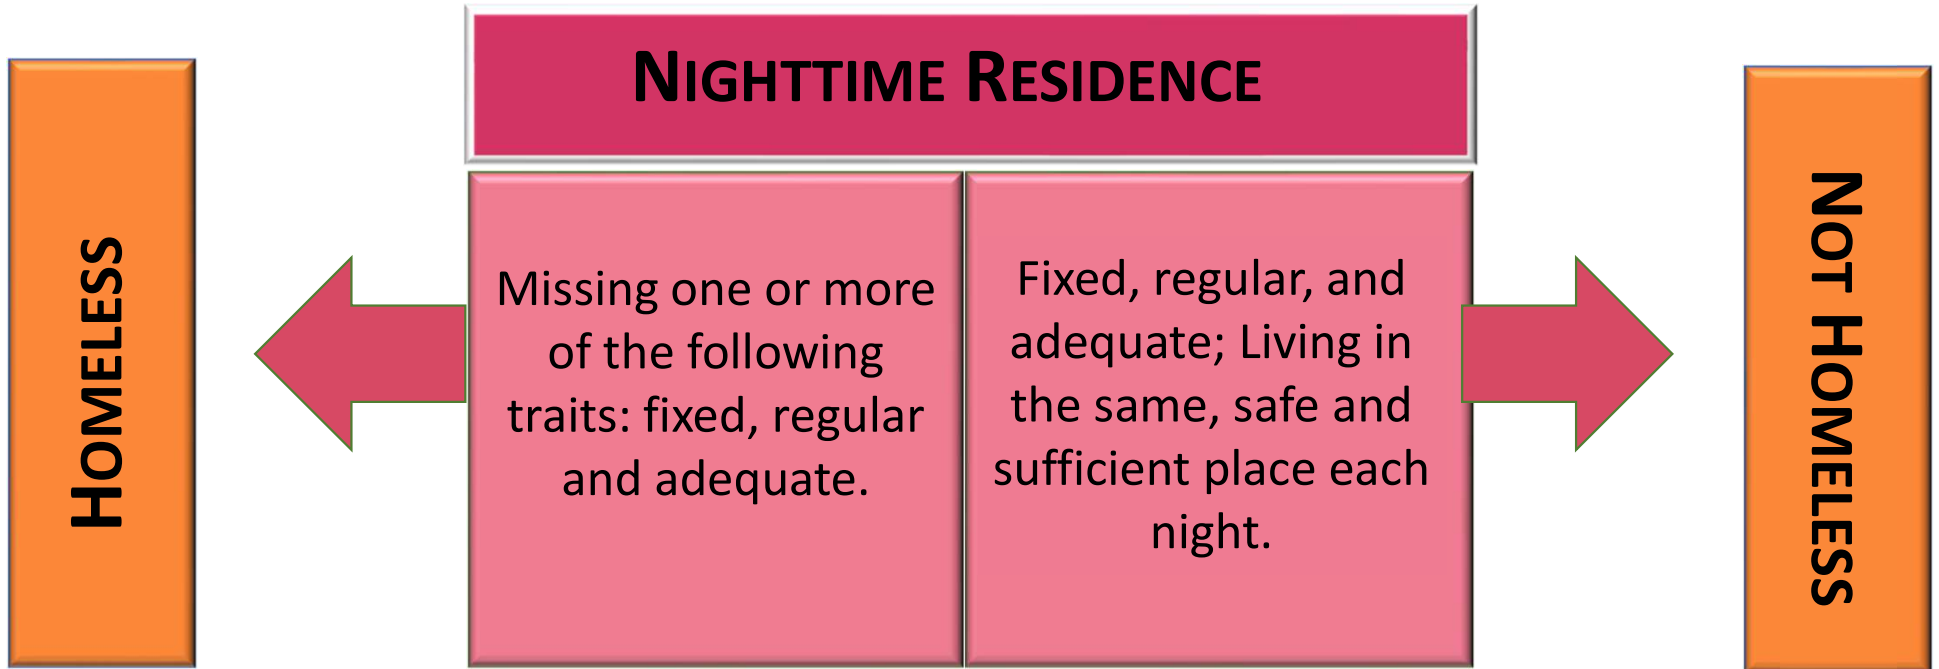 NIGHTTIME RESIDENCE
HOMELESS
Missing one or more
of the following
traits: fixed, regular
and adequate.
Fixed, regular, and
adequate; Living in
the same, safe and
sufficient place each
night.
NOT HOMELESS